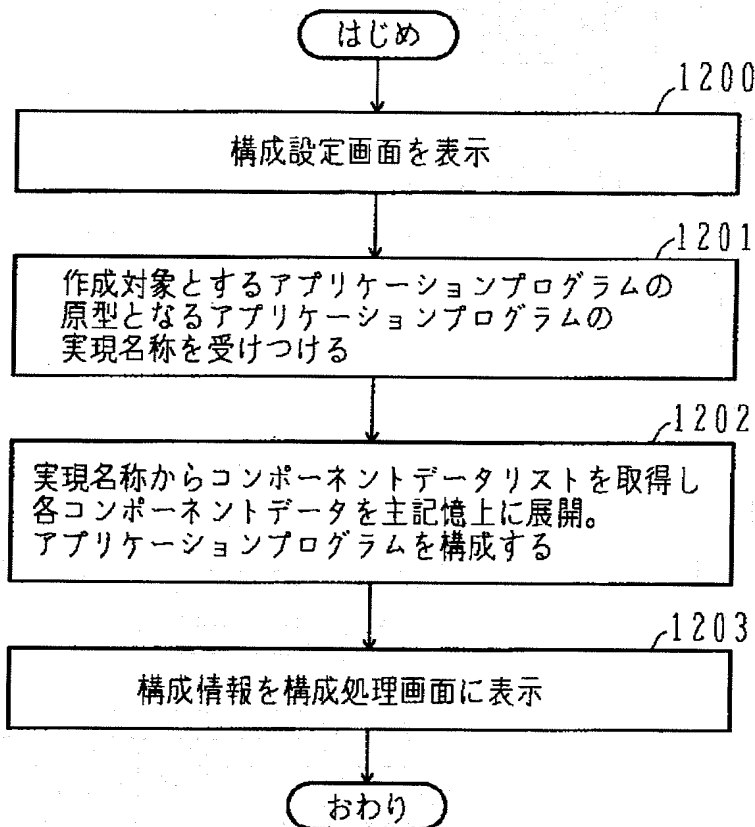 はじめ
1200
構成設定画面を表示
1201
作成対象とするアプリケーションプログラムの
原型となるアプリケーションプログラムの
実現名称を受けつける
1202
実現名称からコンポーネントデータリストを取得し
各コンポーネントデータを主記憶上に展開。
アプリケーションプログラムを構成する
1203
構成情報を構成処理画面に表示
おわり